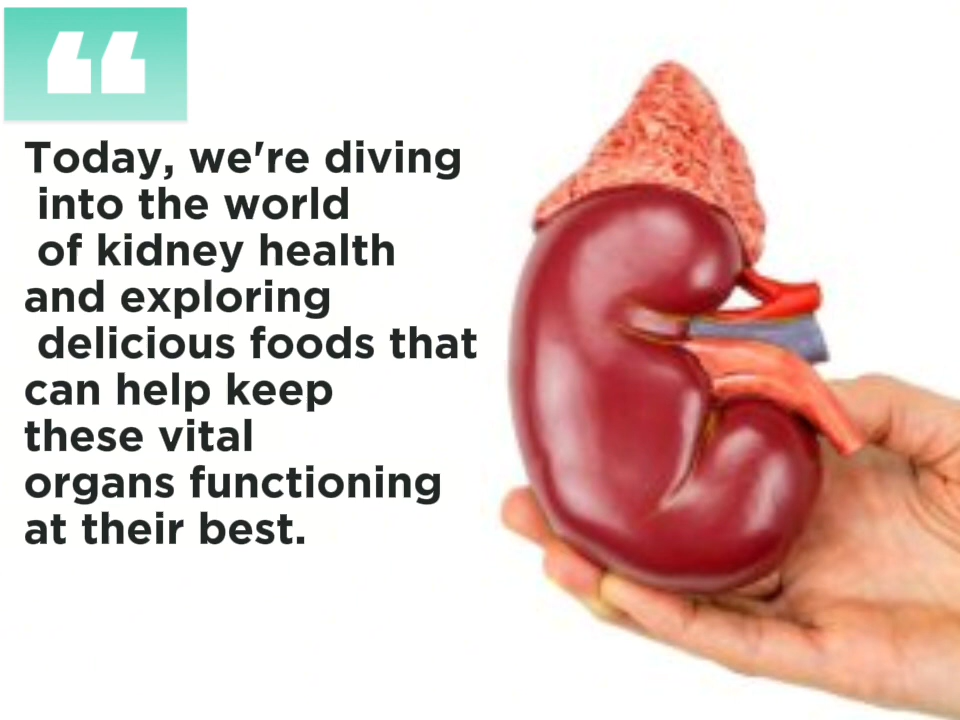 Today, we're diving
into the world
of kidney health
and exploring
delicious foods that
can help keep
these vital
organs functioning
at their best.